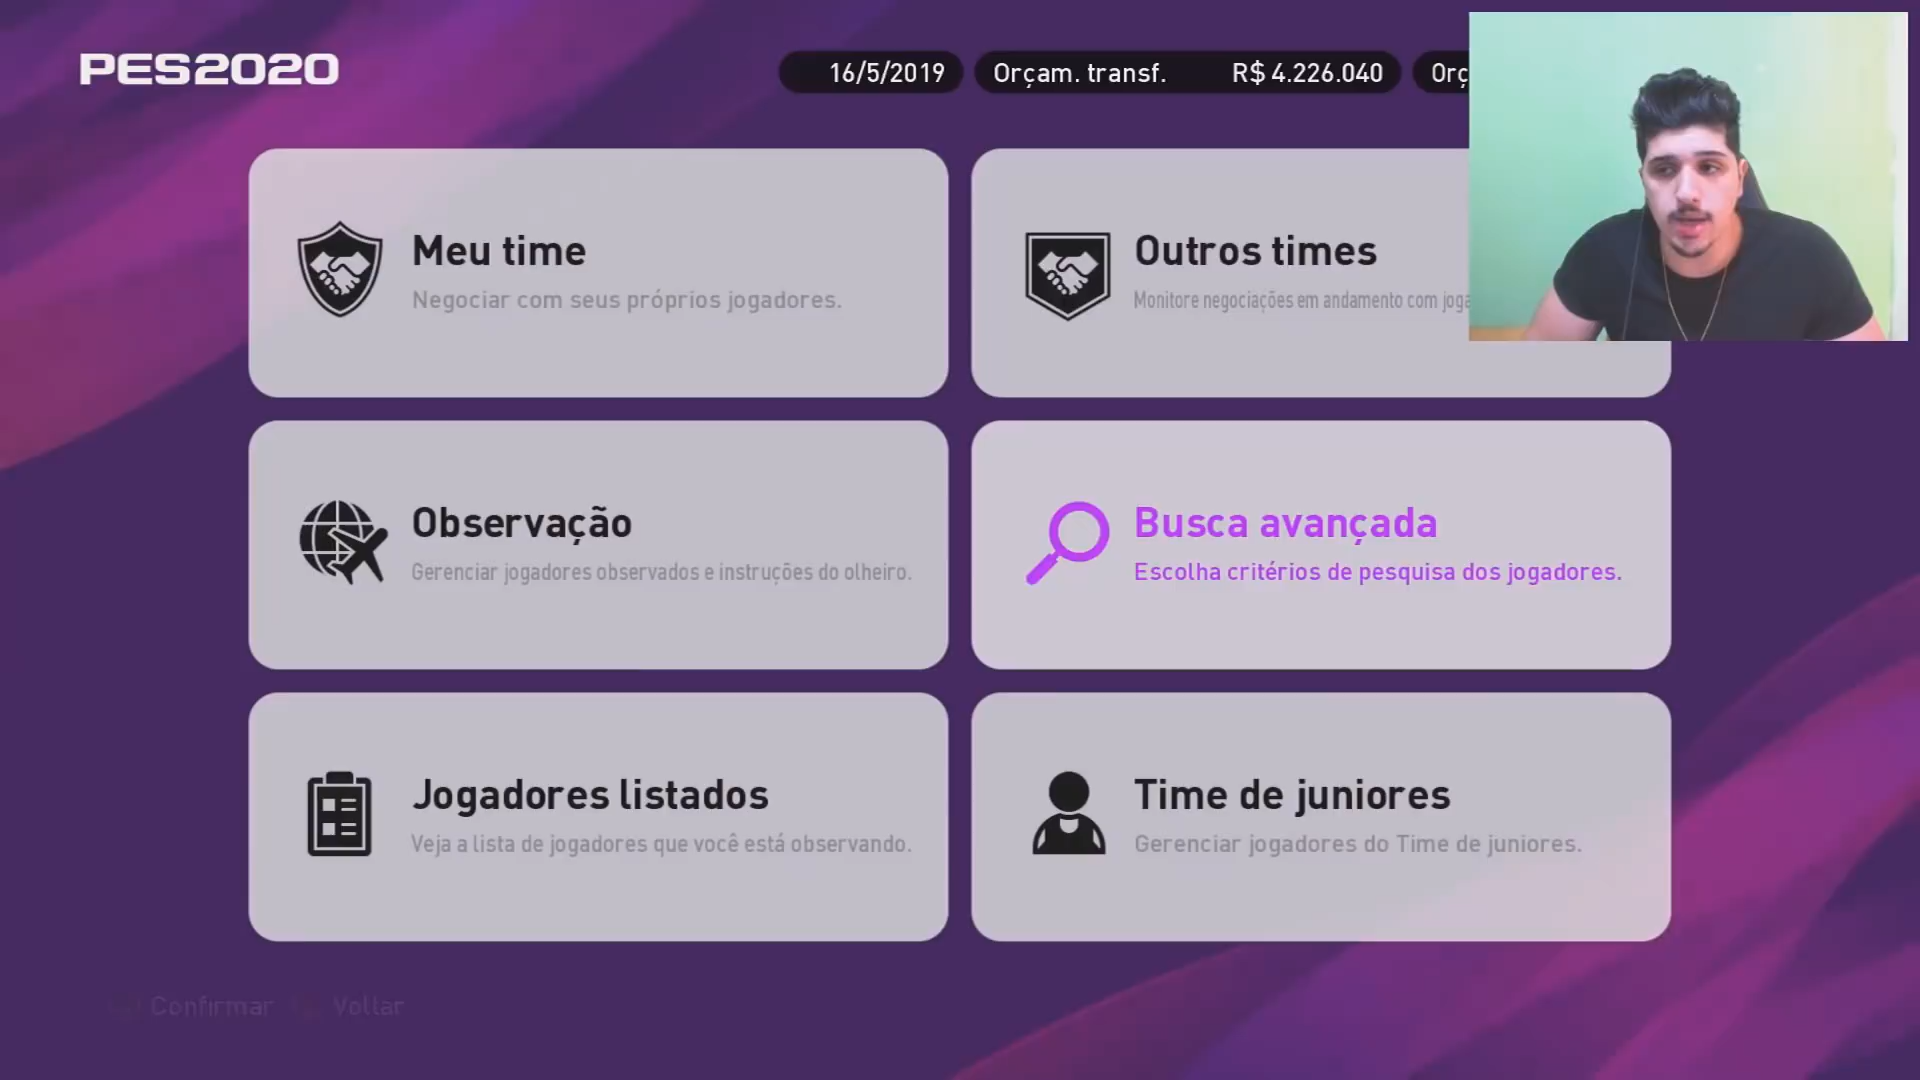 PES2020
16/5/2019
Orçam. transf. R$ 4.226.040
Orç
Meu time
Negociar com seus próprios jogadores.
Outros times
Monitore negociações em andamento com joga
Observação
Gerenciar jogadores observados e instruções do olheiro.
Busca avançada
Escolha critérios de pesquisa dos jogadores.
Jogadores listados
Veja a lista de jogadores que você está observando.
Time de juniores
Gerenciar jogadores do Time de juniores.
Confirmar Voltar